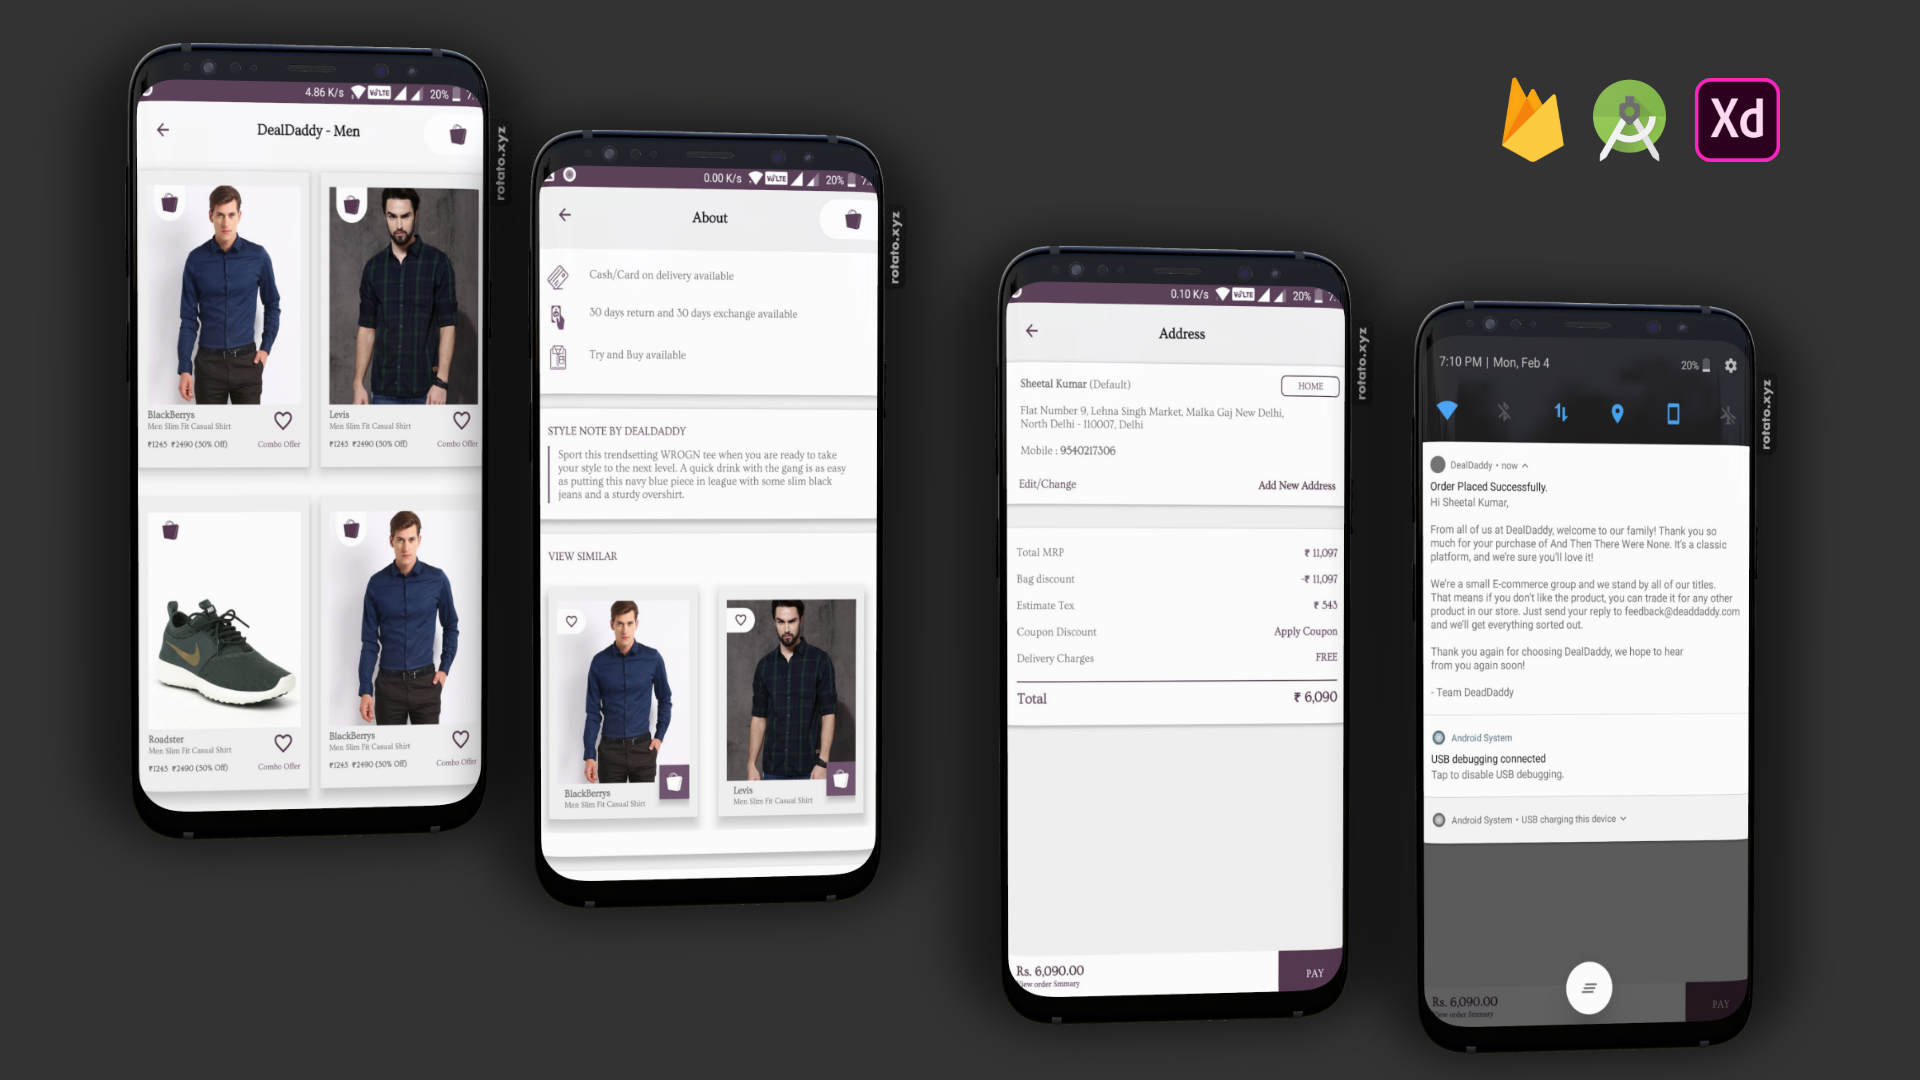 4.86 K/s VoLTE 20% 7.
DealDaddy - Men
BlackBerrys
Men Slim Fit Casual Shirt
₹1245 ₹2490 (50% Off)
Combo Offer
Levis
Men Slim Fit Casual Shirt
₹1245 ₹2490 (50% Off)
Combo Offer
Roadster
Men Slim Fit Casual Shirt
₹1245 ₹2490 (50% Off)
Combo Offer
BlackBerrys
Men Slim Fit Casual Shirt
₹1245 ₹2490 (50% Off)
Combo Offer
rotato.xyz
0.00 K/s VoLTE 20% 7.
About
Cash/Card on delivery available
30 days return and 30 days exchange available
Try and Buy available
STYLE NOTE BY DEALDADDY
Sport this trendsetting WROGN tee when you are ready to take
your style to the next level. A quick drink with the gang is as easy
as putting this navy blue piece in league with some slim black
jeans and a sturdy overshirt.
VIEW SIMILAR
BlackBerrys
Men Slim Fit Casual Shirt
Levis
Men Slim Fit Casual Shirt
rotato.xyz
0.10 K/s VoLTE 20% 7.
Address
Sheetal Kumar (Default)
HOME
Flat Number 9, Lehna Singh Market, Malka Gaj New Delhi,
North Delhi - 110007, Delhi
Mobile : 9540217306
Edit/Change
Add New Address
Total MRP ₹ 11,097
Bag discount -₹ 11,097
Estimate Tex ₹ 543
Coupon Discount Apply Coupon
Delivery Charges FREE
Total ₹ 6,090
Rs. 6,090.00
View order Smmary
PAY
rotato.xyz
Xd
7:10 PM | Mon, Feb 4
20%
DealDaddy • now
Order Placed Successfully.
Hi Sheetal Kumar,
From all of us at DealDaddy, welcome to our family! Thank you so
much for your purchase of And Then There Were None. It's a classic
platform, and we're sure you'll love it!
We're a small E-commerce group and we stand by all of our titles.
That means if you don't like the product, you can trade it for any other
product in our store. Just send your reply to feedback@deaddaddy.com
and we'll get everything sorted out.
Thank you again for choosing DealDaddy, we hope to hear
from you again soon!
- Team DeadDaddy
Android System
USB debugging connected
Tap to disable USB debugging.
Android System • USB charging this device
Rs. 6,090.00
View order Smmary
PAY
rotato.xyz